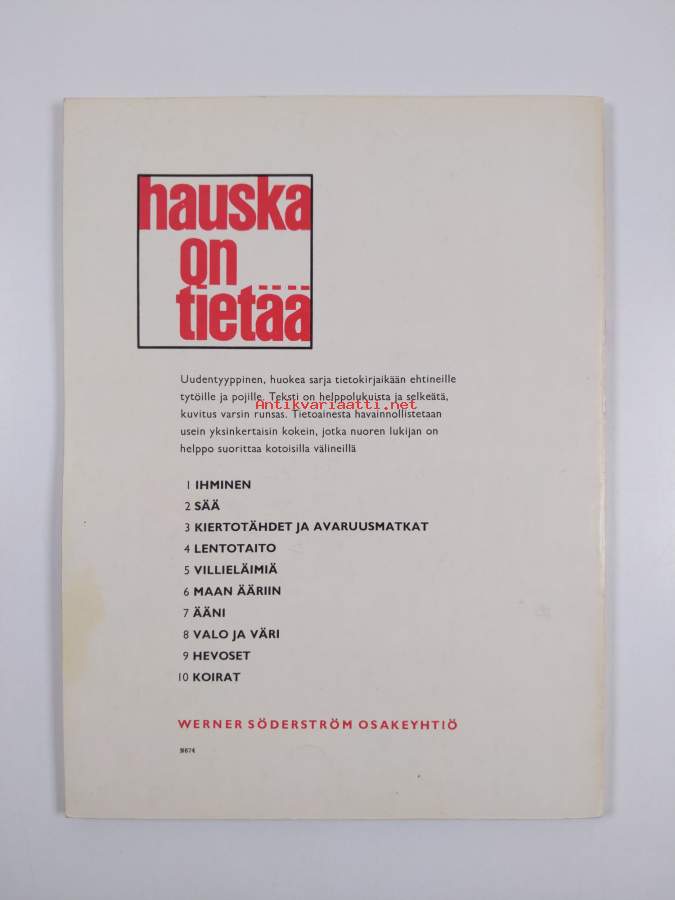 hauska
on
tietää
Uudentyyppinen, huokea sarja tietokirjaikään ehtineille
tytöille ja pojille. Teksti on helppolukuista ja selkeätä,
Antikvariaatti.net
kuvitus varsin runsas. Tietoainesta havainnollistetaan
usein yksinkertaisin kokein, jotka nuoren lukijan on
helppo suorittaa kotoisilla välineillä
1 IHMINEN
2 SÄÄ
3 KIERTOTÄHDET JA AVARUUSMATKAT
4 LENTOTAITO
5 VILLIELÄIMIÄ
6 MAAN ÄÄRIIN
7 ÄÄNI
8 VALO JA VÄRI
9 HEVOSET
10 KOIRAT
WERNER SÖDERSTRÖM OSAKEYHTIÖ